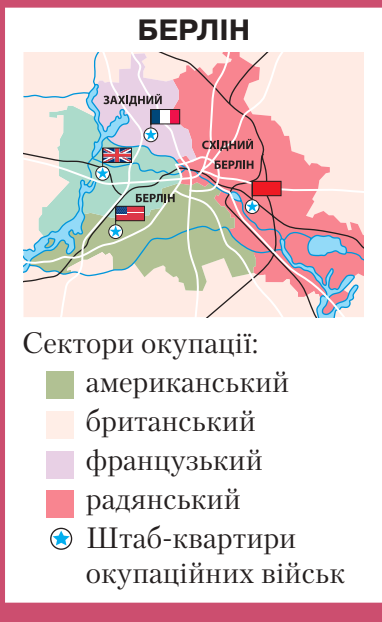 БЕРЛІН
ЗАХІДНИЙ
СХІДНИЙ
БЕРЛІН
БЕРЛІН
Сектори окупації:
американський
британський
французький
радянський
Штаб-квартири
окупаційних військ